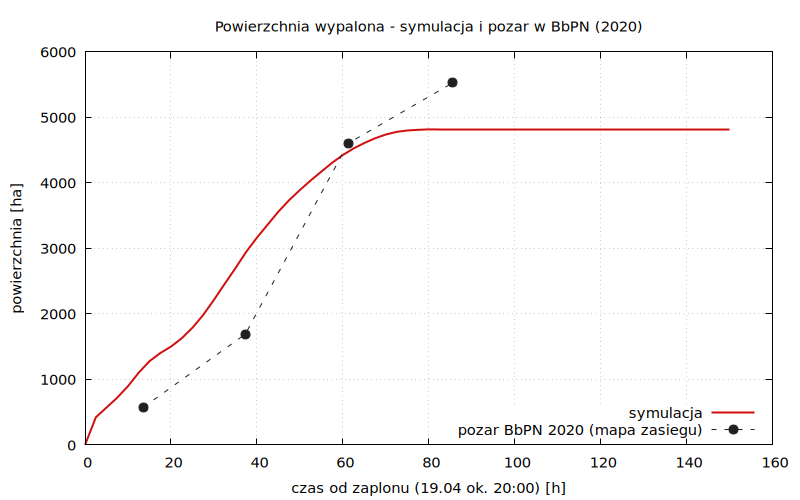 Powierzchnia wypalona - symulacja i pozar w BbPN (2020)
6000
5000
4000
3000
2000
1000
0
powierzchnia [ha]
symulacja
pozar BbPN 2020 (mapa zasiegu)
0 20 40 60 80 100 120 140 160
czas od zaplonu (19.04 ok. 20:00) [h]